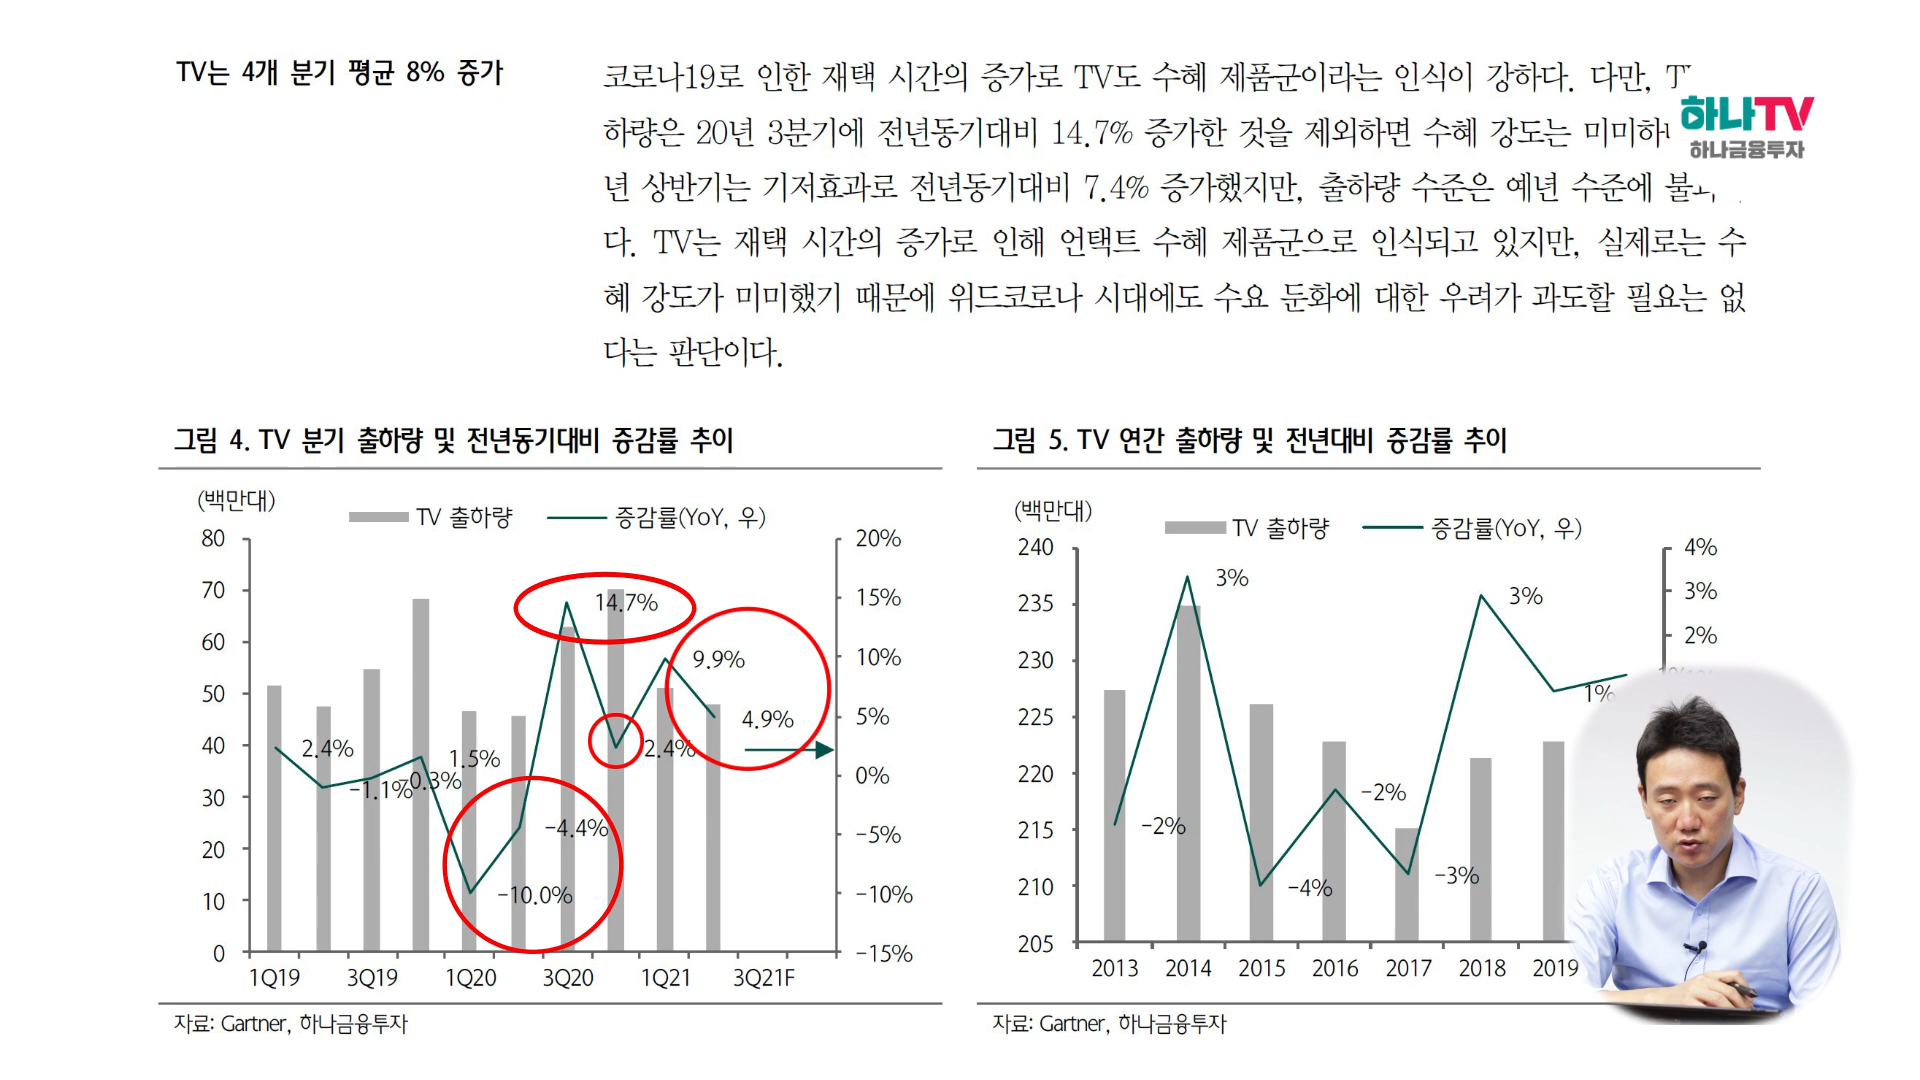 TV는 4개 분기 평균 8% 증가
코로나19로 인한 재택 시간의 증가로 TV도 수혜 제품군이라는 인식이 강하다. 다만,
하량은 20년 3분기에 전년동기대비 14.7% 증가한 것을 제외하면 수혜 강도는
년 상반기는 기저효과로 전년동기대비 7.4% 증가했지만, 출하량 수준은 예년 수준에
다. TV는 재택 시간의 증가로 인해 언택트 수혜 제품군으로 인식되고 있지만, 실제로는 수
혜 강도가 미미했기 때문에 위드코로나 시대에도 수요 둔화에 대한 우려가 과도할 필요는 없
다는 판단이다.
하나TV
하나금융투자
그림 4. TV 분기 출하량 및 전년동기대비 증감률 추이
(백만대)
TV 출하량 증감률(YoY, 우)
80 20%
70 15%
60 10%
50 5%
40 0%
30 -5%
20 -10%
10 -15%
0
2.4%
-1.1%
-0.3%
1.5%
-10.0%
-4.4%
14.7%
2.4%
9.9%
4.9%
1Q19 3Q19 1Q20 3Q20 1Q21 3Q21F
자료: Gartner, 하나금융투자
그림 5. TV 연간 출하량 및 전년대비 증감률 추이
(백만대)
TV 출하량 증감률(YoY, 우)
240 4%
235 3%
230 2%
225
220
215
210
205
-2%
3%
-4%
-2%
-3%
3%
1%
2013 2014 2015 2016 2017 2018 2019
자료: Gartner, 하나금융투자